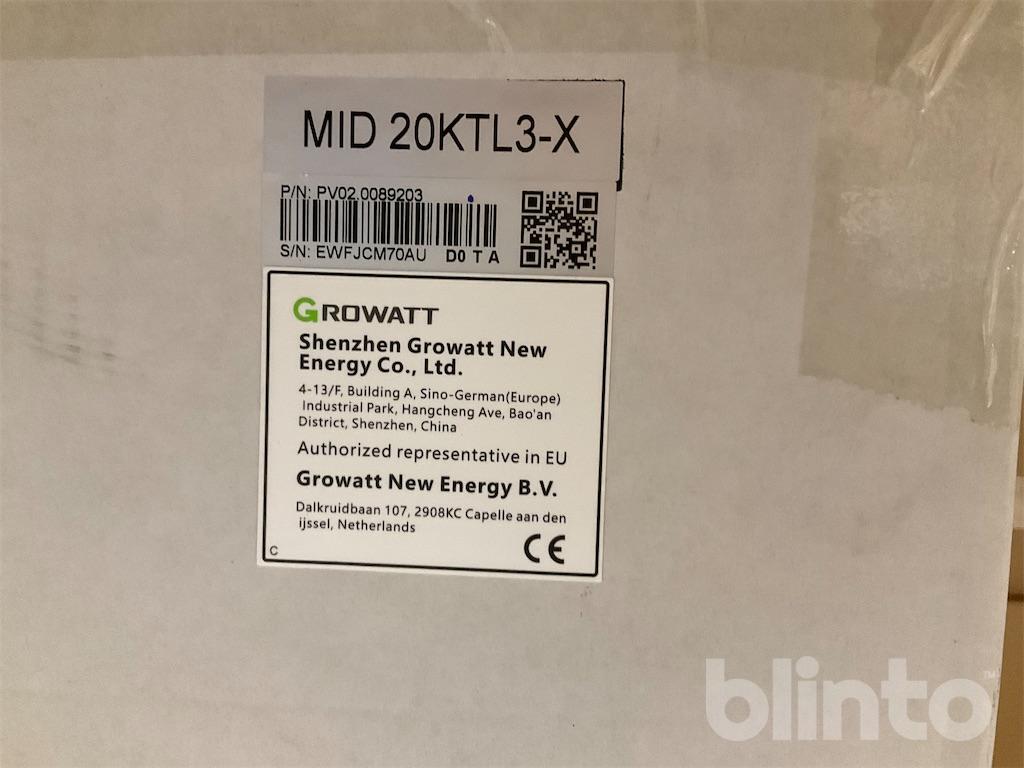 MID 20KTL3-X
P/N: PV02.0089203
S/N: EWFJCM70AU D0 T A
GROWATT
Shenzhen Growatt New
Energy Co., Ltd.
4-13/F, Building A, Sino-German(Europe)
Industrial Park, Hangcheng Ave, Bao'an
District, Shenzhen, China
Authorized representative in EU
Growatt New Energy B.V.
Dalkruidbaan 107, 2908KC Capelle aan den
ijssel, Netherlands
C
CE
blinto™